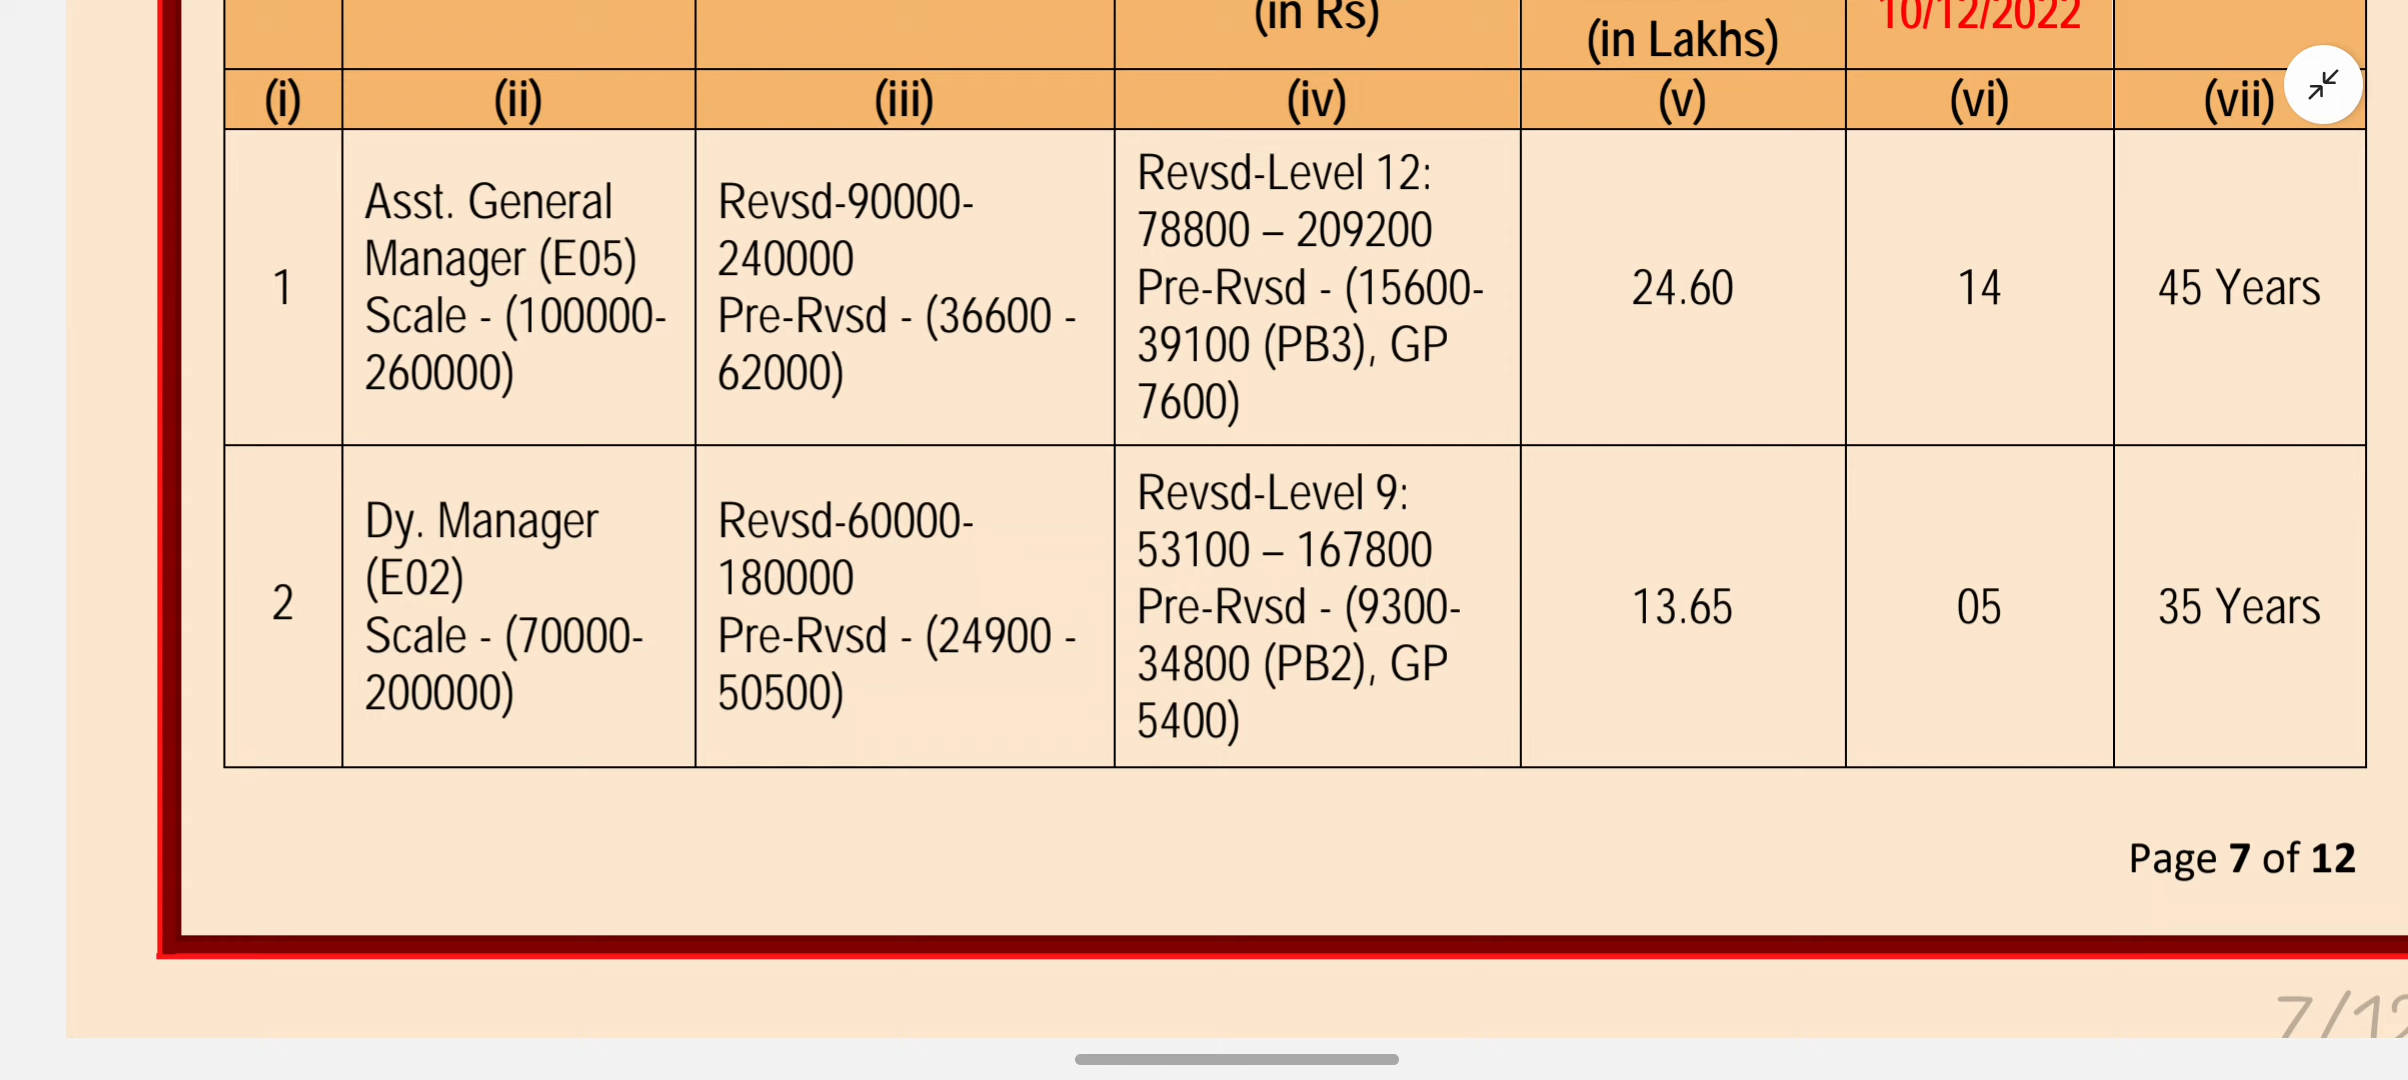 (in Rs)
(in Lakhs)
10/12/2022
(i)
(ii)
(iii)
(iv)
(v)
(vi)
(vii)
1
Asst. General
Manager (E05)
Scale - (100000-
260000)
Revsd-90000-
240000
Pre-Rvsd - (36600 -
62000)
Revsd-Level 12:
78800 – 209200
Pre-Rvsd - (15600-
39100 (PB3), GP
7600)
24.60
14
45 Years
2
Dy. Manager
(E02)
Scale - (70000-
200000)
Revsd-60000-
180000
Pre-Rvsd - (24900 -
50500)
Revsd-Level 9:
53100 – 167800
Pre-Rvsd - (9300-
34800 (PB2), GP
5400)
13.65
05
35 Years
Page 7 of 12
7/12